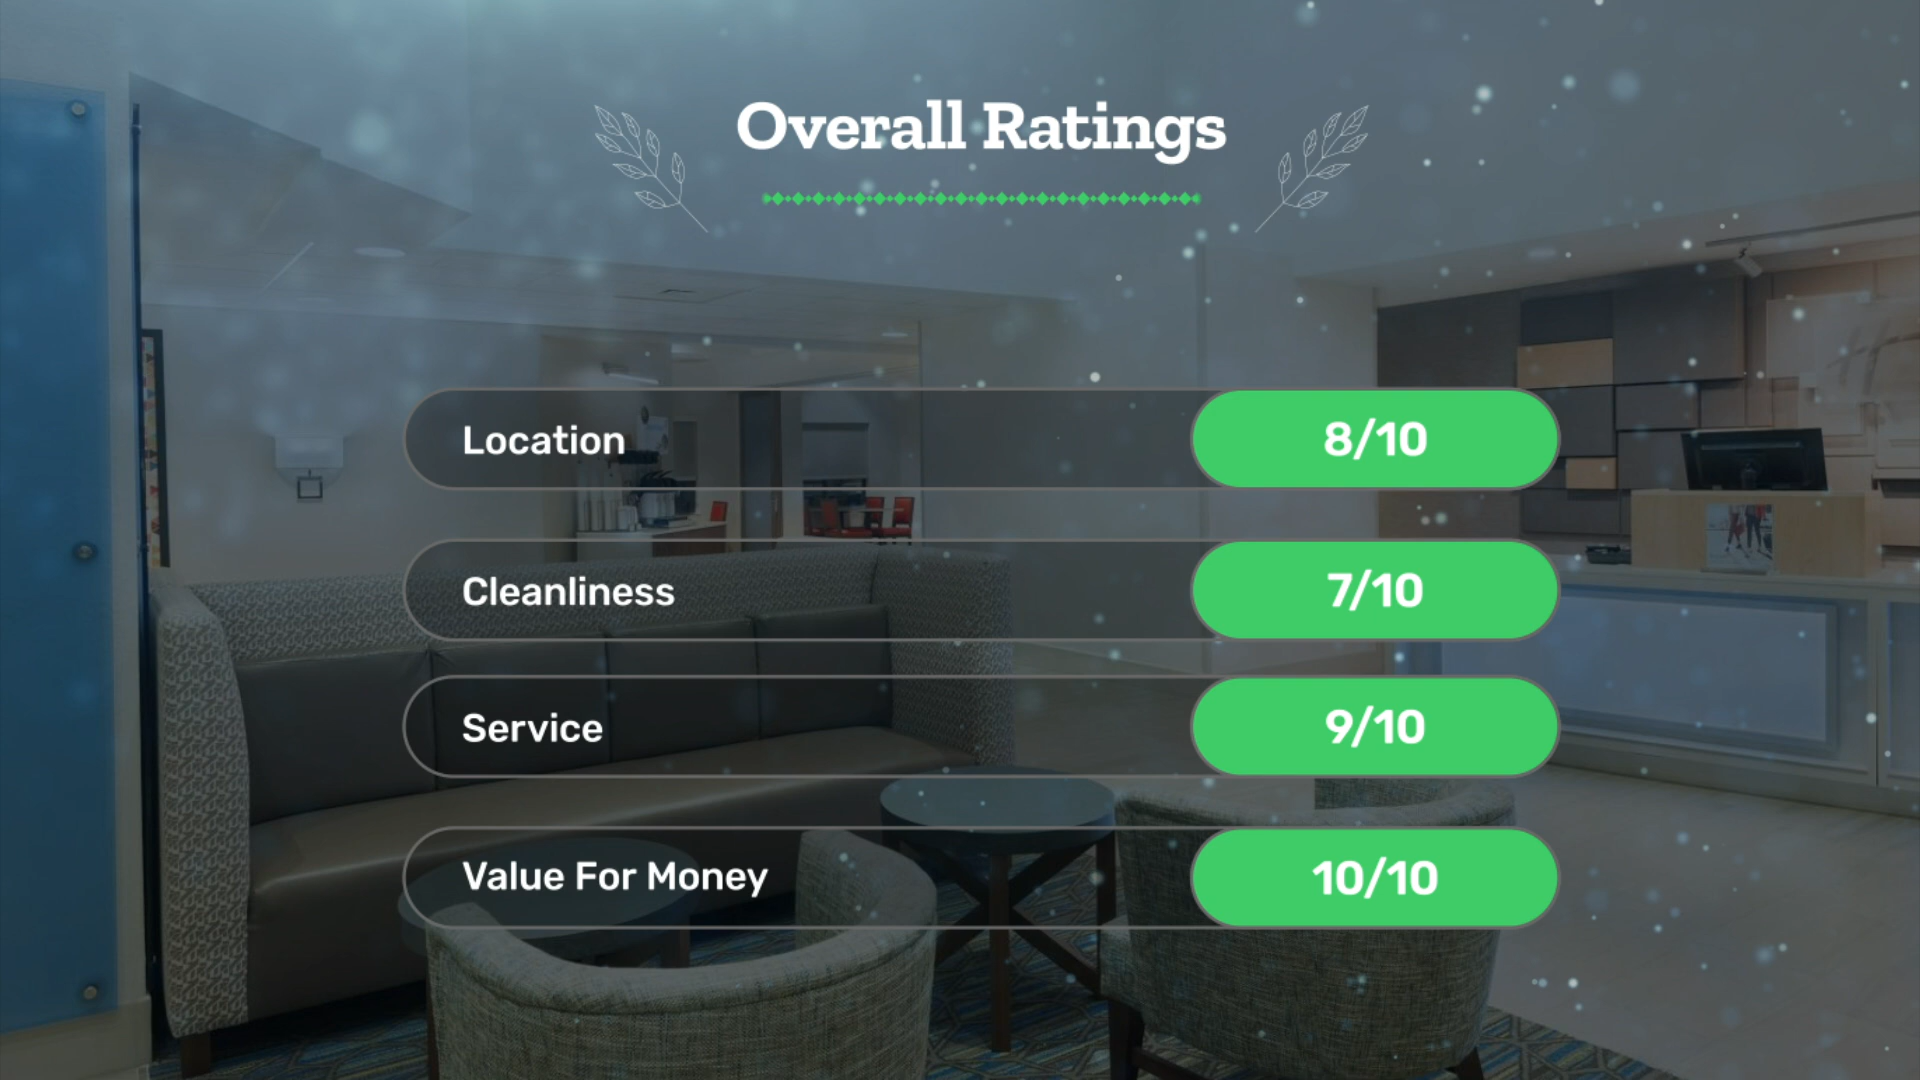 Overall Ratings
Location 8/10
Cleanliness 7/10
Service 9/10
Value For Money 10/10